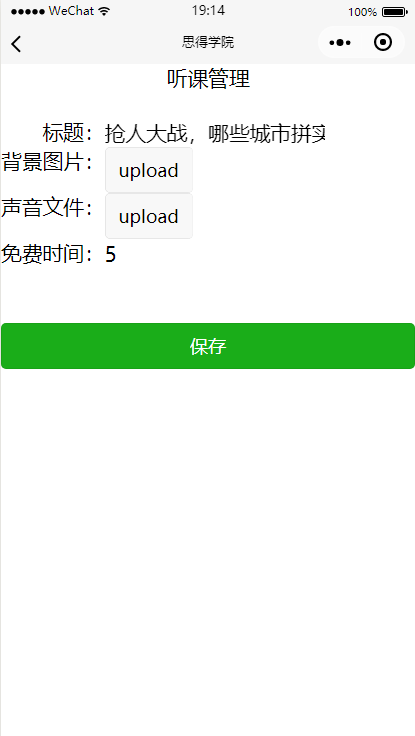 WeChat 19:14 100%
思得学院
听课管理
标题：抢人大战，哪些城市拼实
背景图片：upload
声音文件：upload
免费时间：5
保存